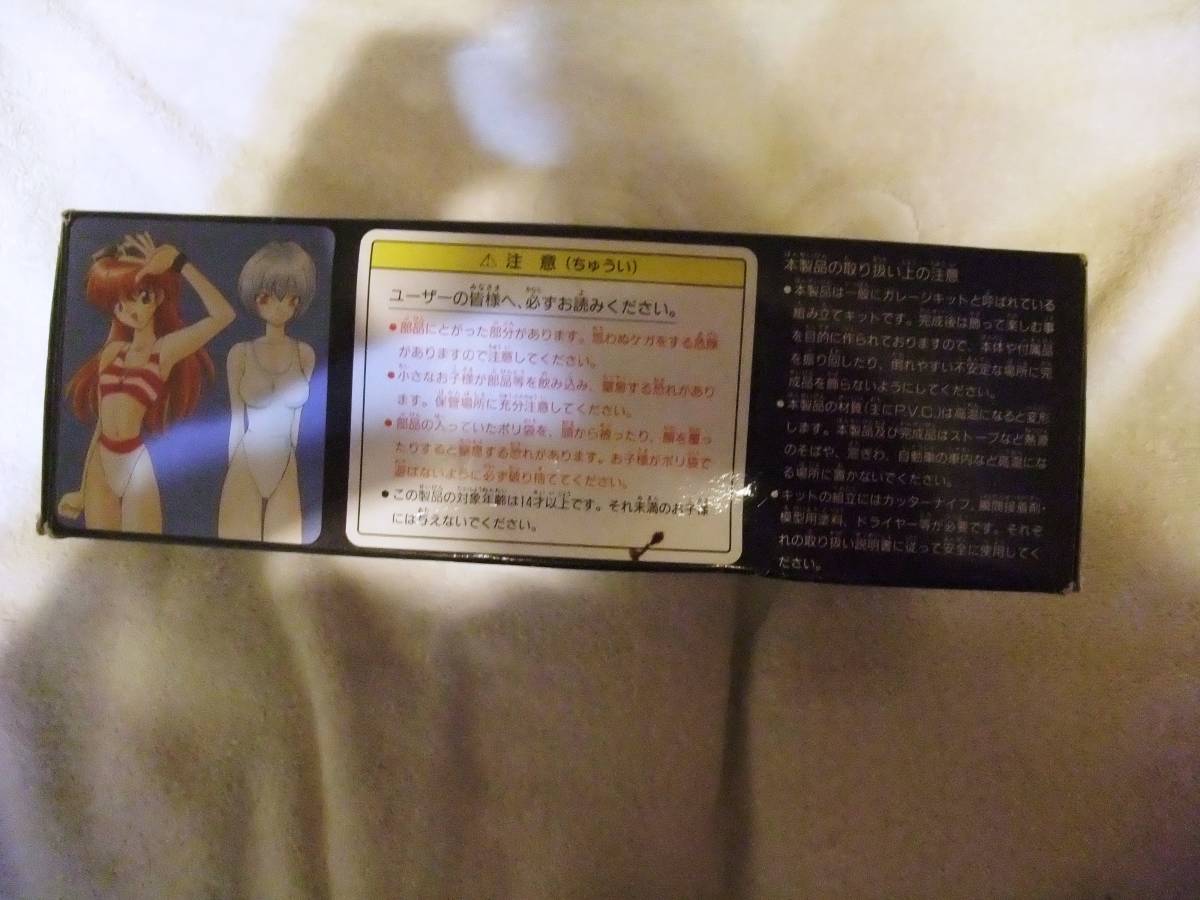 ⚠ 注 意 (ちゅうい)
ユーザーの皆様へ、必ずお読みください。
●部品にとがった部分があります。思わぬケガをする危険
がありますので注意してください。
●小さなお子様が部品等を飲み込み、窒息する恐れがあり
ます。保管場所に充分注意してください。
●部品の入っていたポリ袋を、頭から被ったり、顔を覆っ
たりすると窒息する恐れがあります。お子様がポリ袋で
遊ばないように必ず破り捨ててください。
●この製品の対象年齢は14才以上です。それ未満のお子様
には与えないでください。
本製品の取り扱い上の注意
●本製品は一般にガレージキットと呼ばれている
組み立てキットです。完成後は飾って楽しむ事
を目的に作られておりますので、本体や付属品
を振り回したり、倒れやすい不安定な場所に完
成品を飾らないようにしてください。
●本製品の材質(主にP.V.C.)は高温になると変形
します。本製品及び完成品はストーブなど熱源
のそばや、窓ぎわ、自動車の車内など高温にな
る場所に置かないでください。
●キットの組立にはカッターナイフ、瞬間接着剤・
模型用塗料、ドライヤー等が必要です。それぞ
れの取り扱い説明書に従って安全に使用してく
ださい。